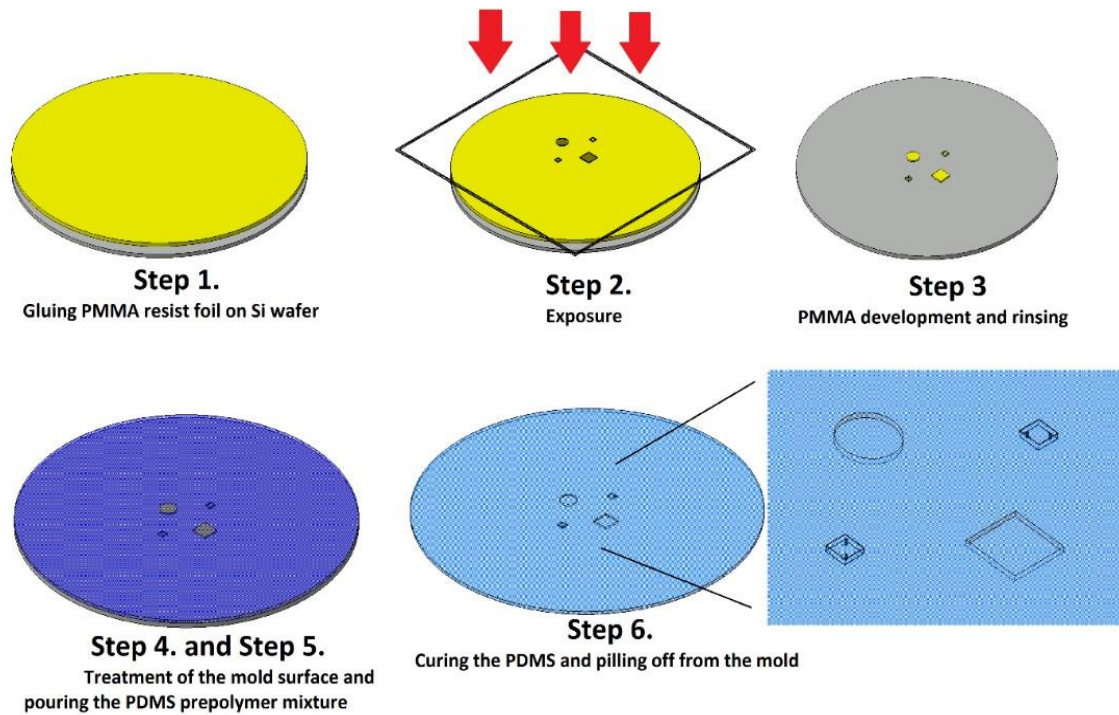 Step 1.
Gluing PMMA resist foil on Si wafer
Step 2.
Exposure
Step 3
PMMA development and rinsing
Step 4. and Step 5.
Treatment of the mold surface and
pouring the PDMS prepolymer mixture
Step 6.
Curing the PDMS and pilling off from the mold